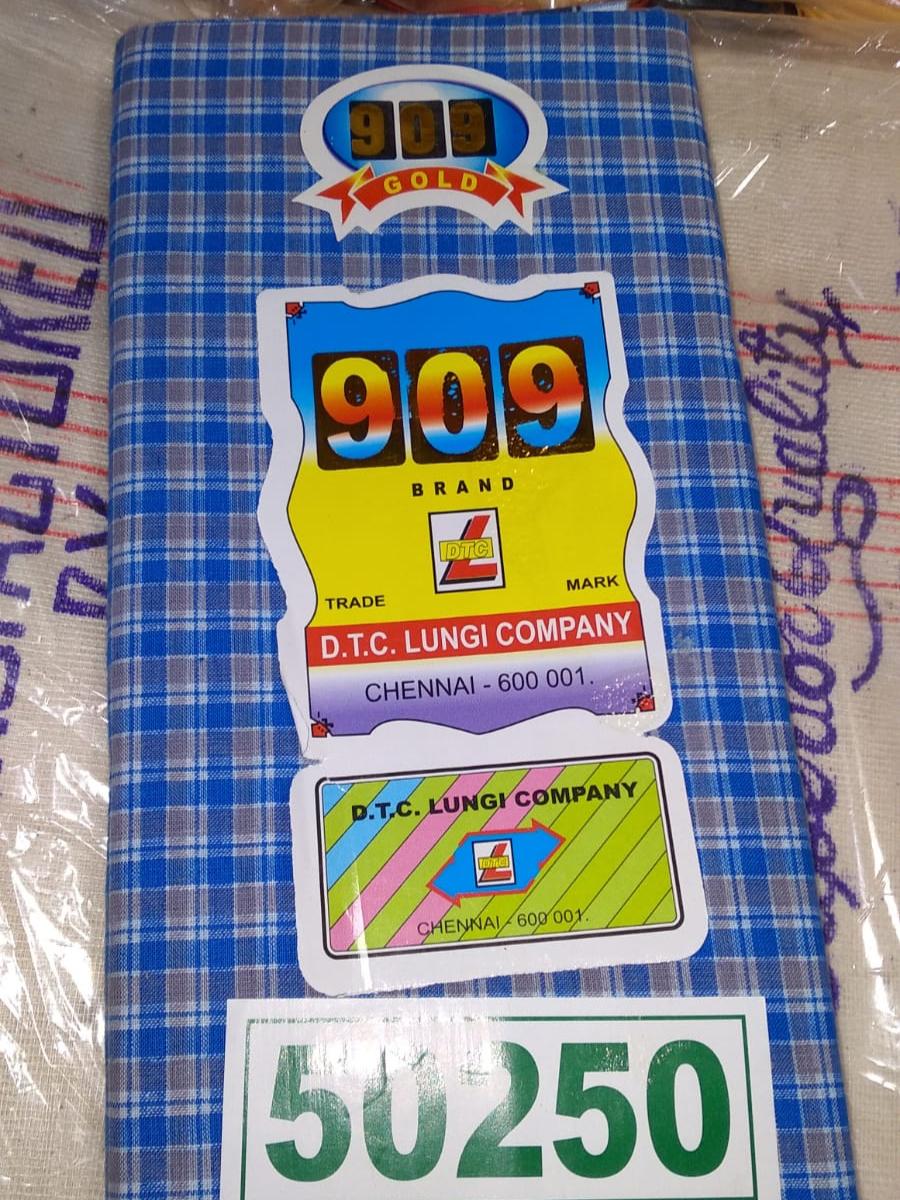 909
GOLD
909
BRAND
DTC
TRADE MARK
D.T.C. LUNGI COMPANY
CHENNAI - 600 001.
D.T.C. LUNGI COMPANY
DTC
CHENNAI - 600 001.
50250
BY